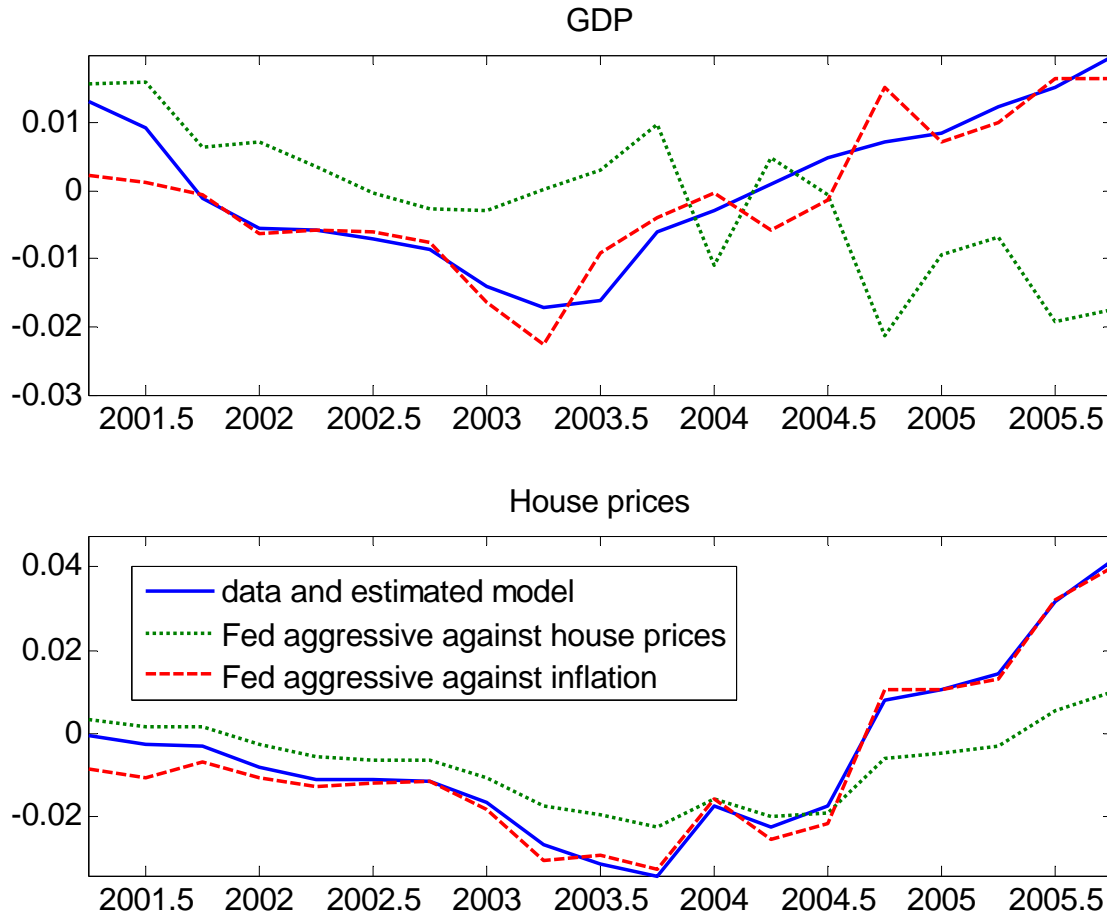 GDP
0.01
0
-0.01
-0.02
-0.03
2001.5 2002 2002.5 2003 2003.5 2004 2004.5 2005 2005.5
House prices
0.04
0.02
0
-0.02
data and estimated model
Fed aggressive against house prices
Fed aggressive against inflation
2001.5 2002 2002.5 2003 2003.5 2004 2004.5 2005 2005.5